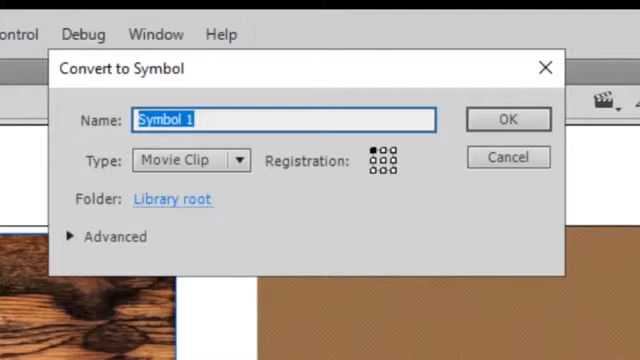 ontrol Debug Window Help
Convert to Symbol
Name: Symbol 1 OK
Type: Movie Clip Registration: Cancel
Folder: Library root
Advanced